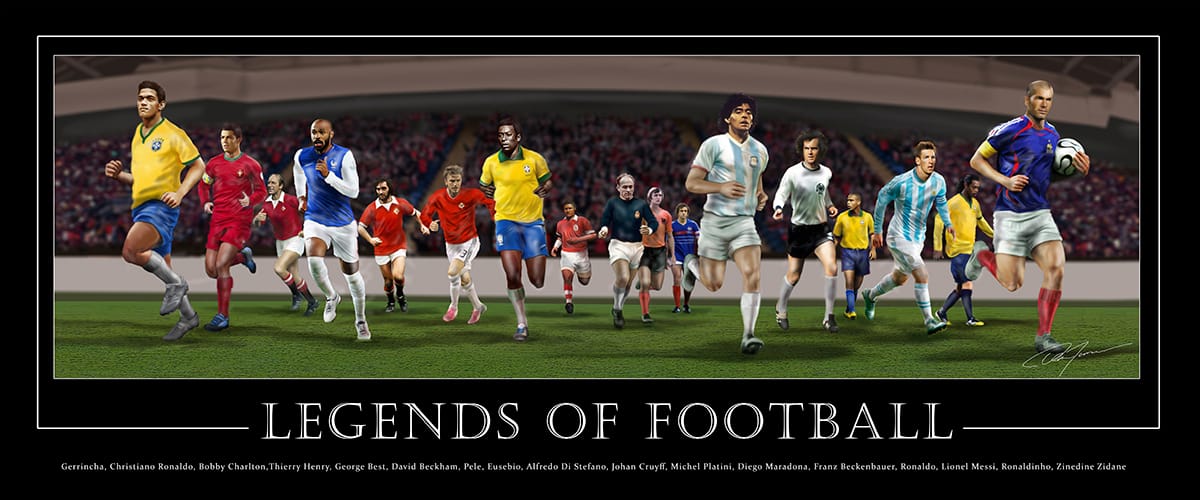 LEGENDS OF FOOTBALL
Gerrincha, Christiano Ronaldo, Bobby Charlton,Thierry Henry, George Best, David Beckham, Pele, Eusebio, Alfredo Di Stefano, Johan Cruyff, Michel Platini, Diego Maradona, Franz Beckenbauer, Ronaldo, Lionel Messi, Ronaldinho, Zinedine Zidane